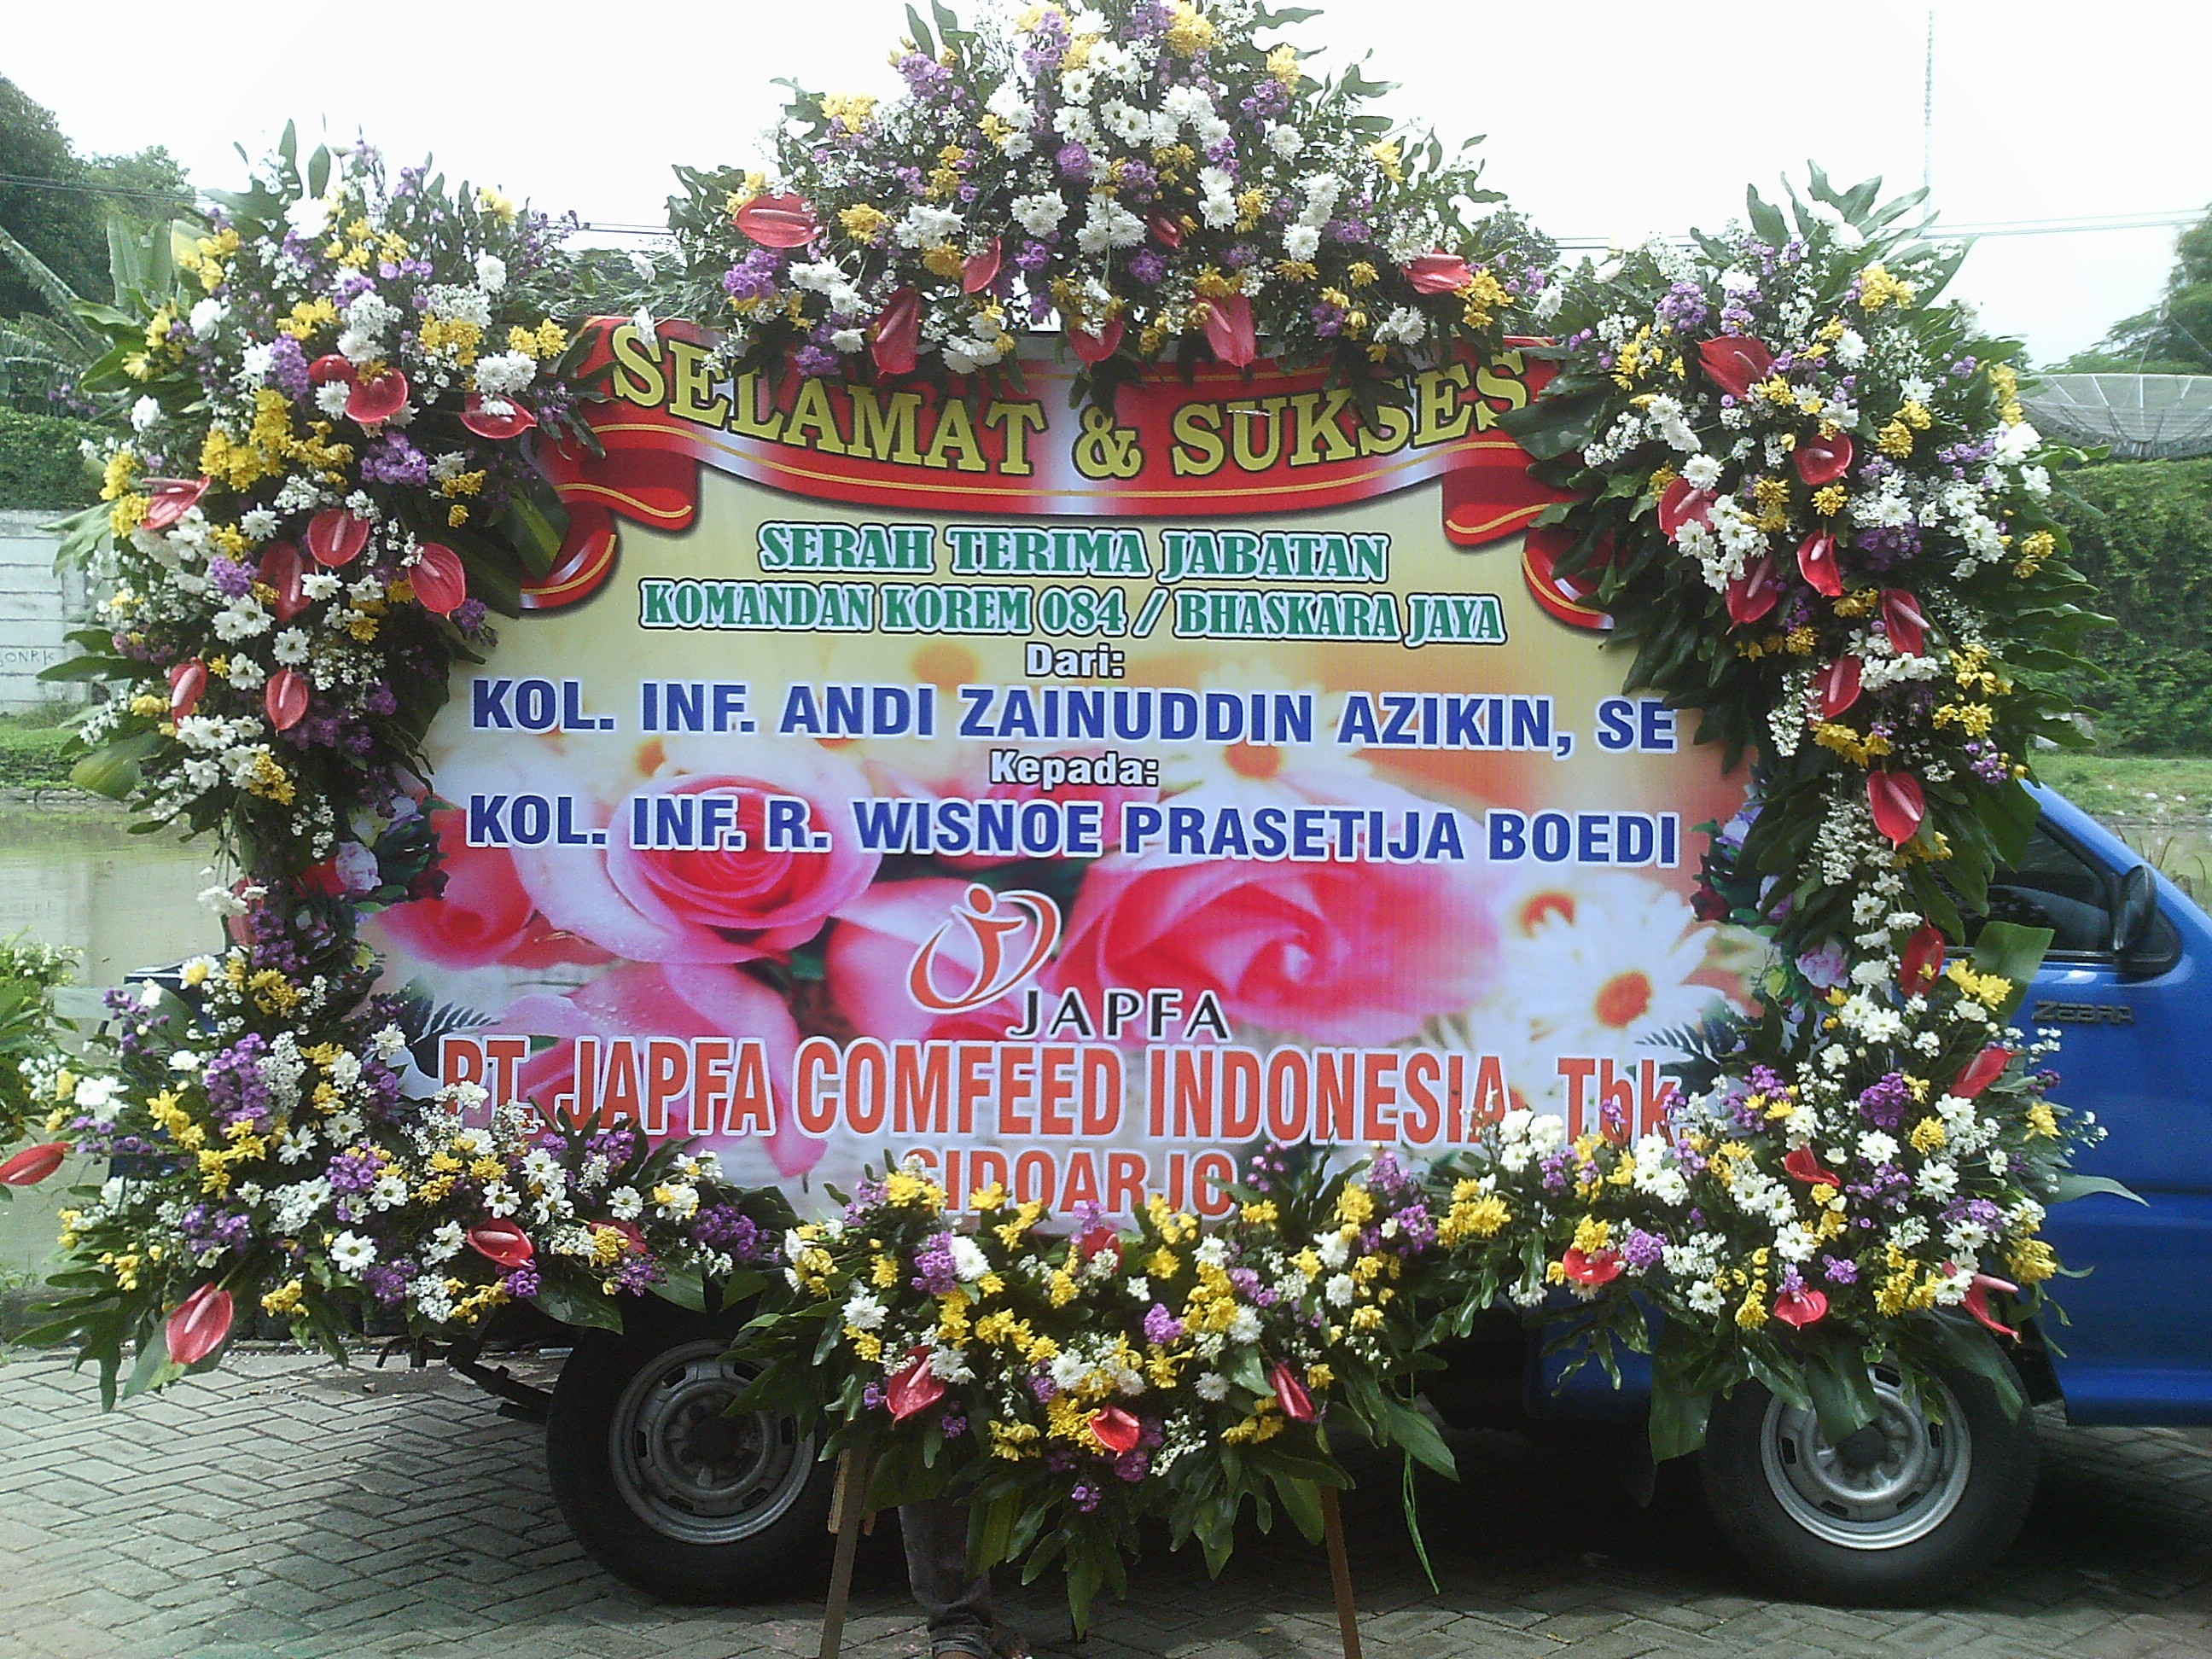 SELAMAT & SUKSES
SERAH TERIMA JABATAN
KOMANDAN KOREM 084 / BHASKARA JAYA
Dari:
KOL. INF. ANDI ZAINUDDIN AZIKIN, SE
Kepada:
KOL. INF. R. WISNOE PRASETIJA BOEDI
JAPFA
PT. JAPFA COMFEED INDONESIA, Tbk.
SIDOARJO
ZEBRA